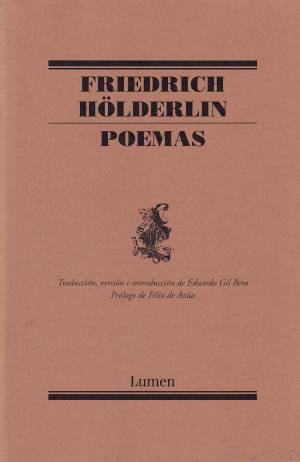 FRIEDRICH
HÖLDERLIN
POEMAS
Traducción, versión e introducción de Eduardo Gil Bera
Prólogo de Félix de Azúa
Lumen